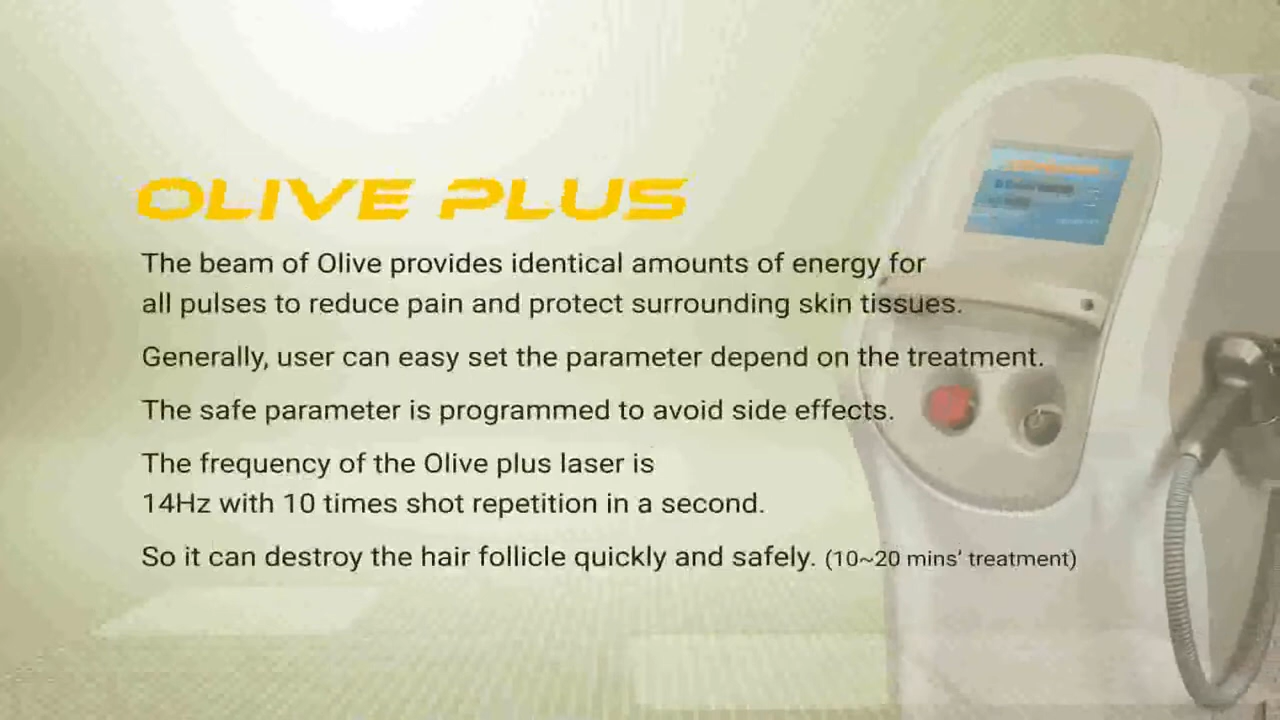 OLIVE PLUS
The beam of Olive provides identical amounts of energy for
all pulses to reduce pain and protect surrounding skin tissues.
Generally, user can easy set the parameter depend on the treatment.
The safe parameter is programmed to avoid side effects.
The frequency of the Olive plus laser is
14Hz with 10 times shot repetition in a second.
So it can destroy the hair follicle quickly and safely. (10~20 mins’ treatment)